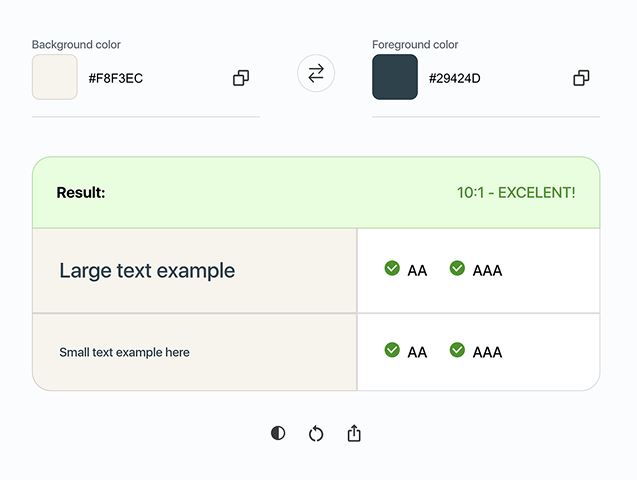 Background color
#F8F3EC
Foreground color
#29424D
Result:
10:1 - EXCELENT!
Large text example
AA AAA
Small text example here
AA AAA